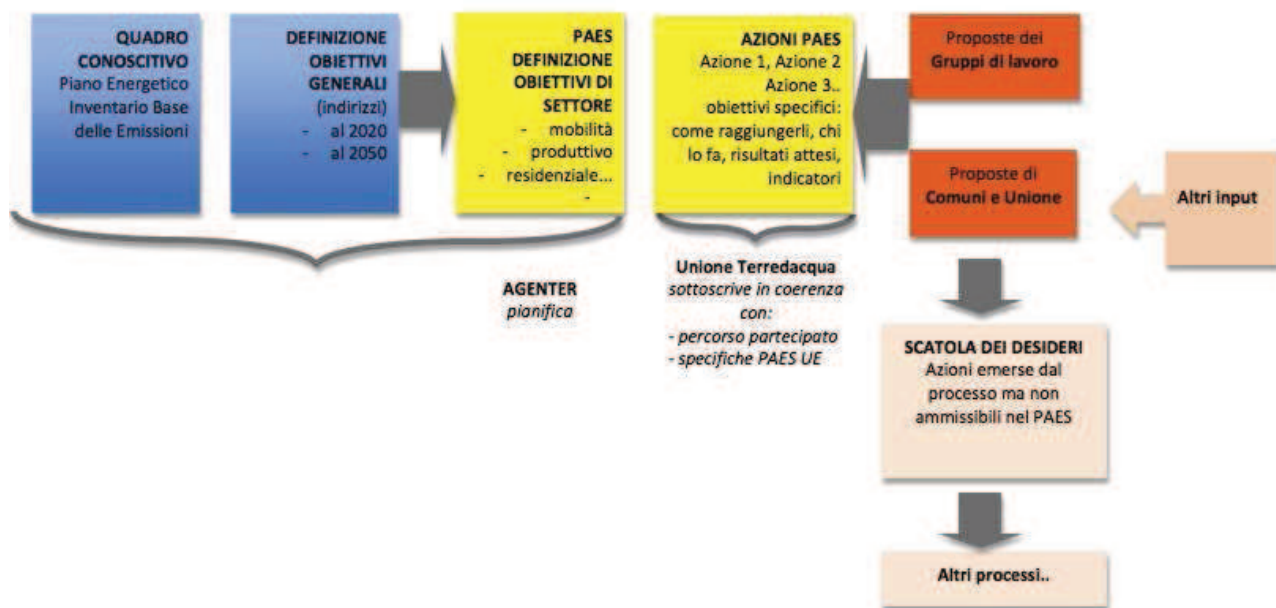 QUADRO
CONOSCITIVO
Piano Energetico
Inventario Base
delle Emissioni
DEFINIZIONE
OBIETTIVI
GENERALI
(indirizzi)
- al 2020
- al 2050
PAES
DEFINIZIONE
OBIETTIVI DI
SETTORE
- mobilità
- produttivo
- residenziale...
-
AZIONI PAES
Azione 1, Azione 2
Azione 3..
obiettivi specifici:
come raggiungerli, chi
lo fa, risultati attesi,
indicatori
Proposte dei
Gruppi di lavoro
Proposte di
Comuni e Unione
Altri input
AGENTER
pianifica
Unione Terredacqua
sottoscrive in coerenza
con:
- percorso partecipato
- specifiche PAES UE
SCATOLA DEI DESIDERI
Azioni emerse dal
processo ma non
ammissibili nel PAES
Altri processi..